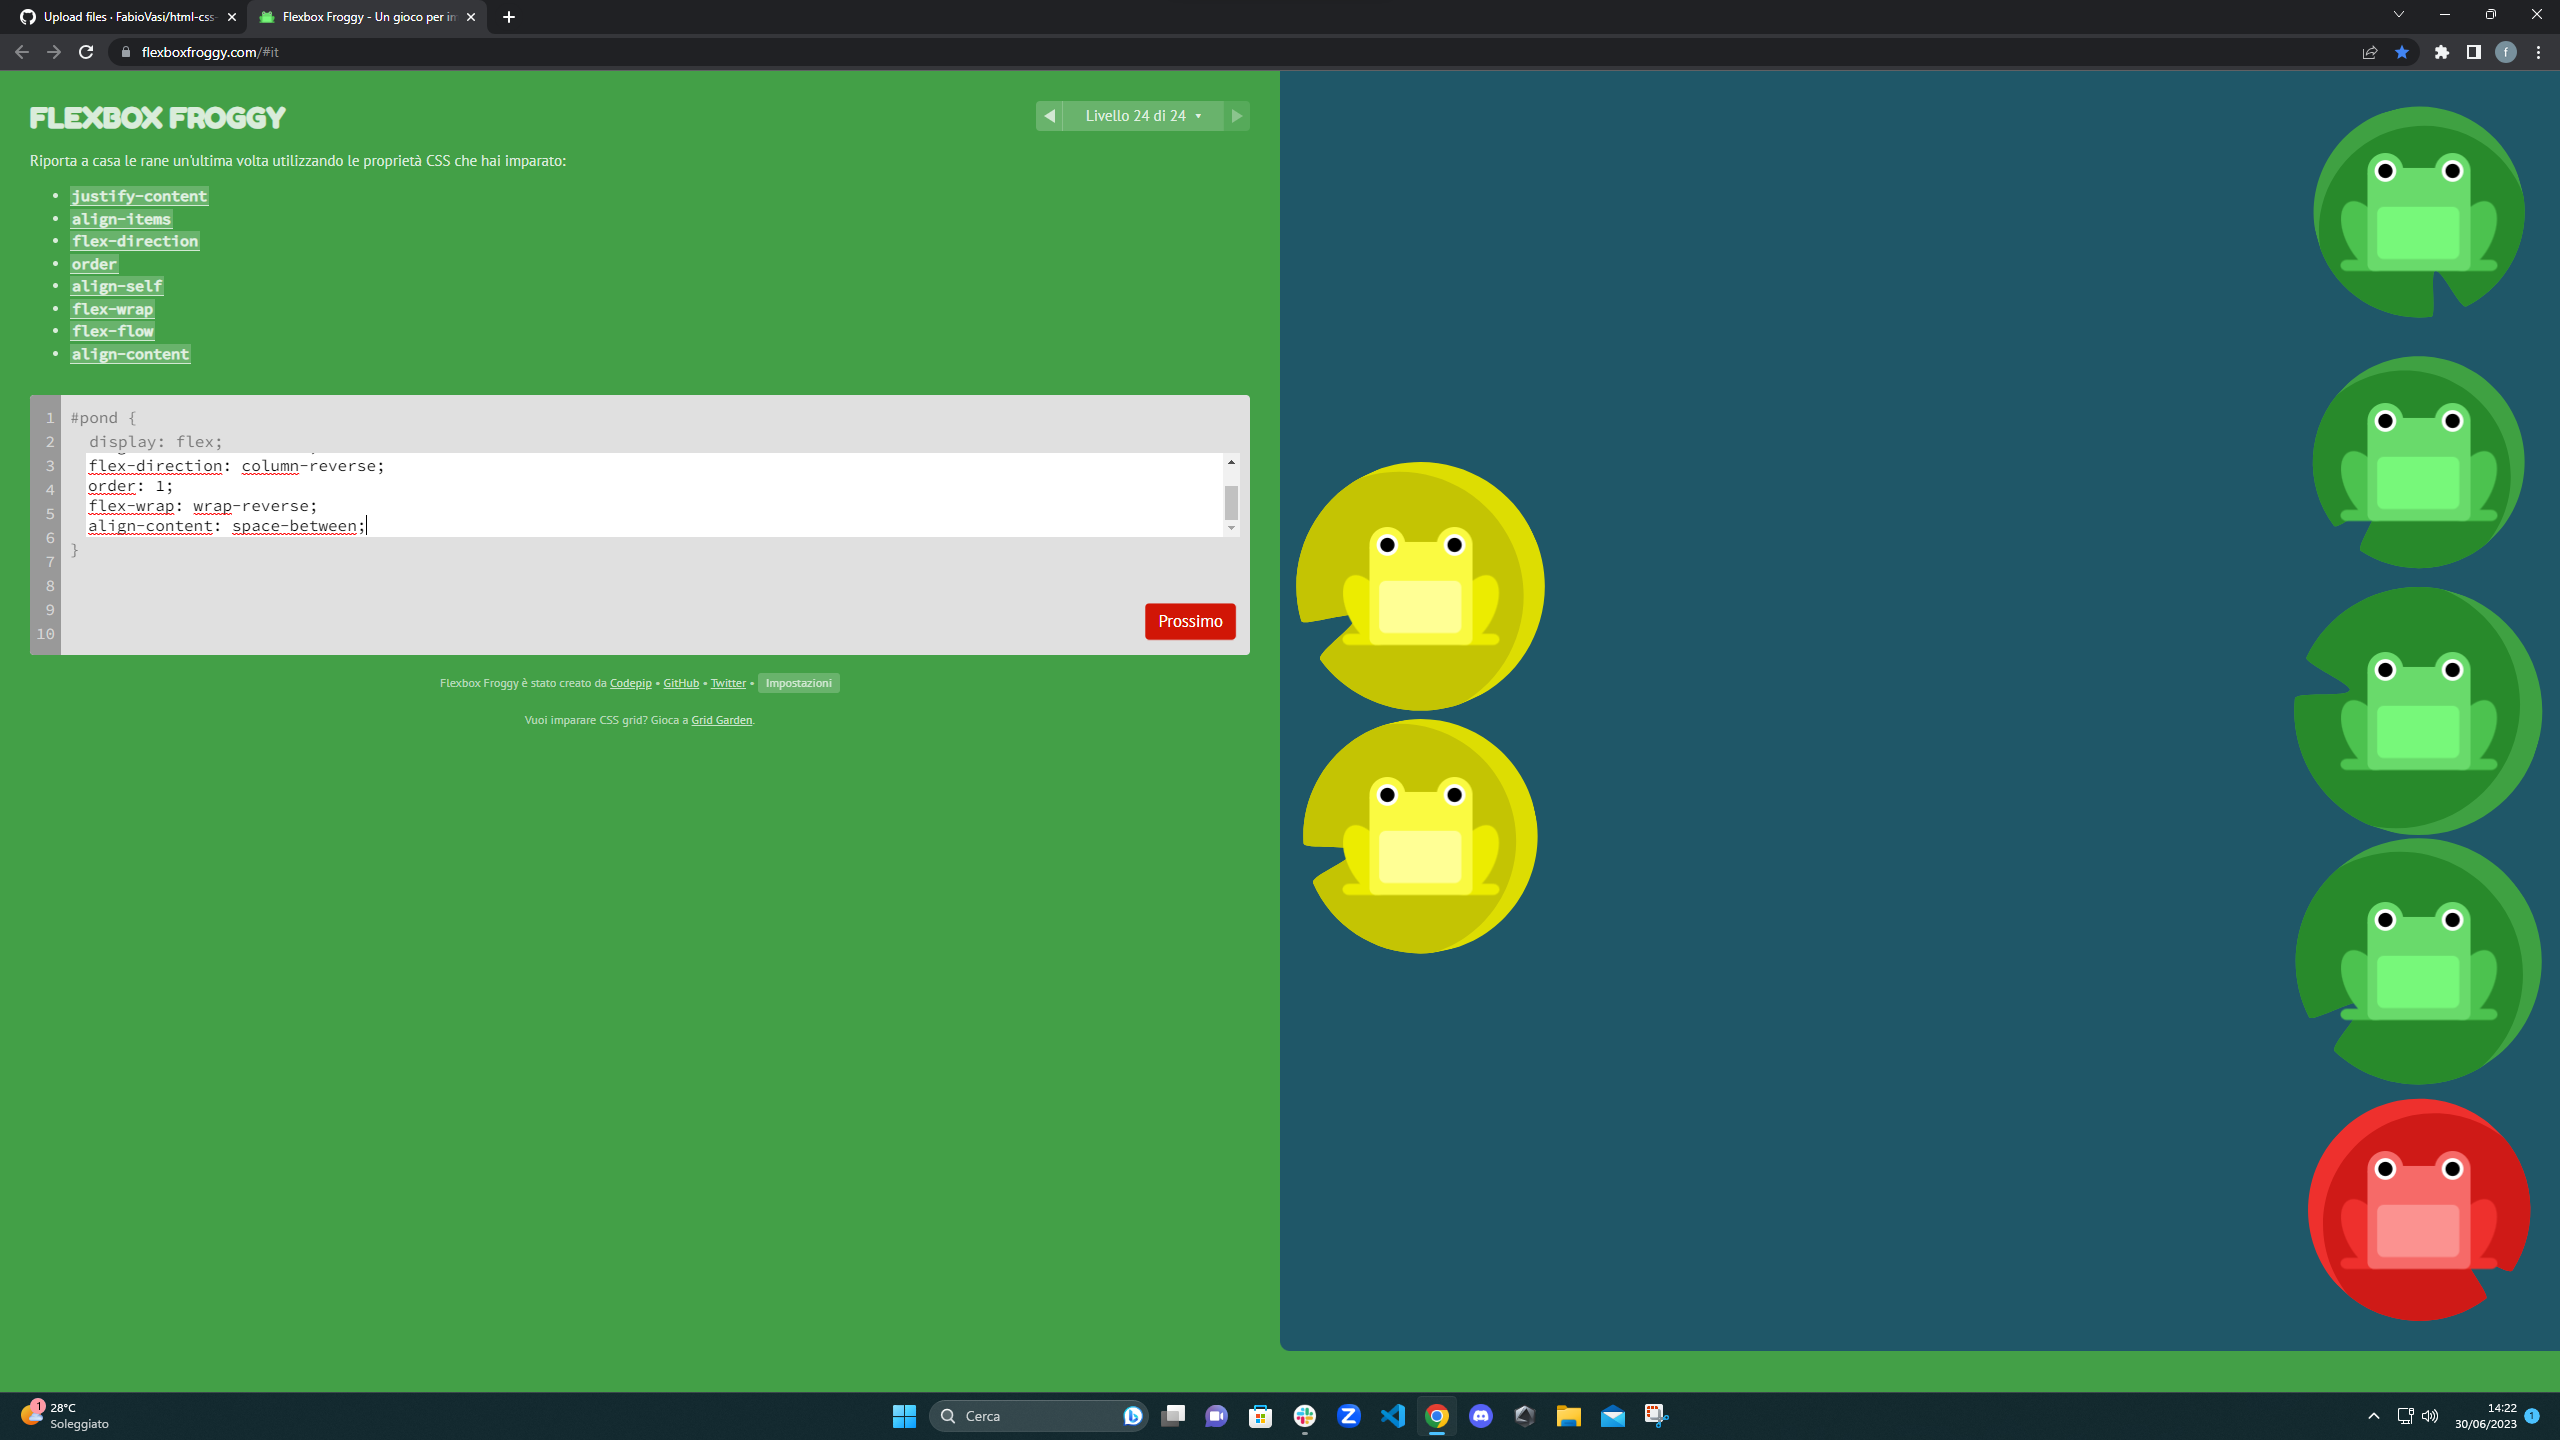 Upload files · FabioVasi/html-css-
Flexbox Froggy - Un gioco per im
flexboxfroggy.com/#it
f
FLEXBOX FROGGY
Livello 24 di 24
Riporta a casa le rane un'ultima volta utilizzando le proprietà CSS che hai imparato:
• justify-content
• align-items
• flex-direction
• order
• align-self
• flex-wrap
• flex-flow
• align-content
1 #pond {
2 display: flex;
3 flex-direction: column-reverse;
4 order: 1;
5 flex-wrap: wrap-reverse;
6 align-content: space-between;
7 }
8
9
10
Prossimo
Flexbox Froggy è stato creato da Codepip • GitHub • Twitter • Impostazioni
Vuoi imparare CSS grid? Gioca a Grid Garden.
1
28°C
Soleggiato
Cerca
14:22
30/06/2023
1